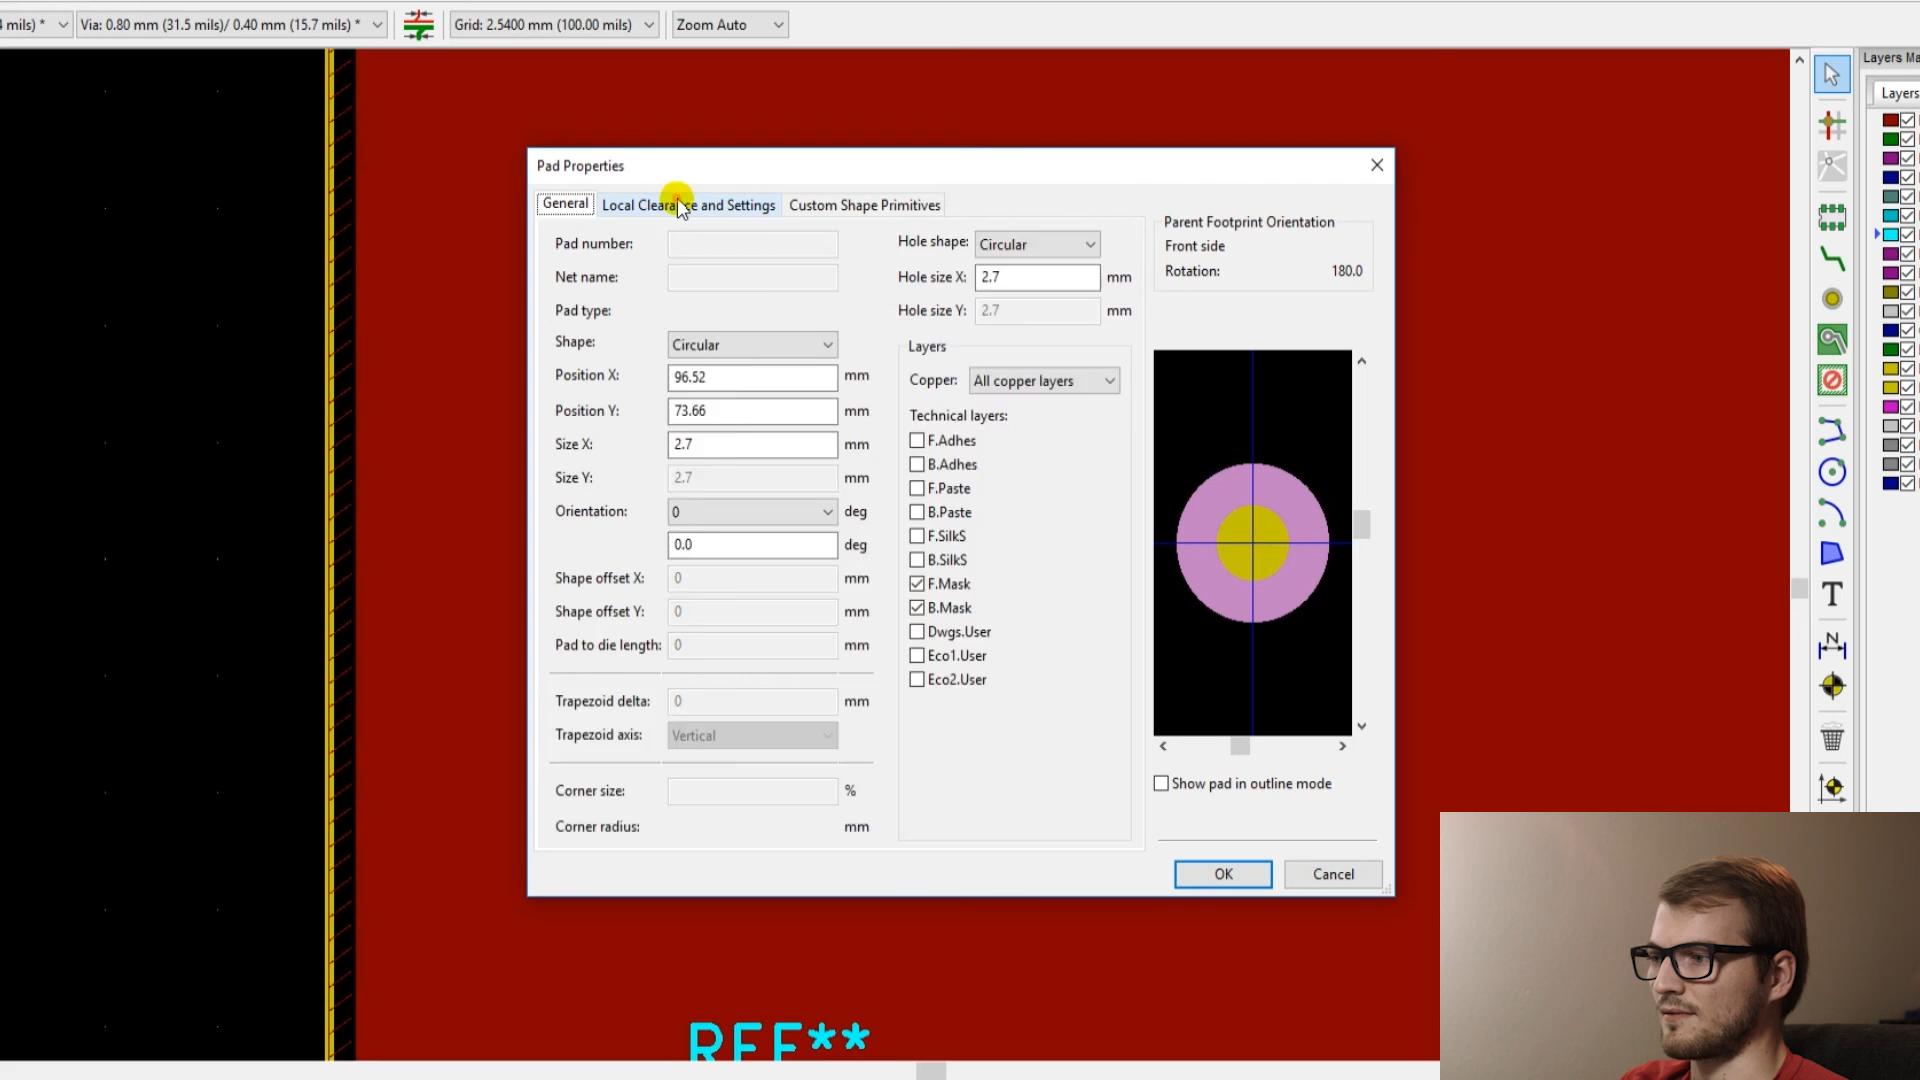 4 mils) *
Via: 0.80 mm (31.5 mils)/ 0.40 mm (15.7 mils) *
Grid: 2.5400 mm (100.00 mils)
Zoom Auto
Layers Ma
Layers
Pad Properties
General
Local Clearance and Settings
Custom Shape Primitives
Pad number:
Net name:
Pad type:
Shape: Circular
Position X: 96.52 mm
Position Y: 73.66 mm
Size X: 2.7 mm
Size Y: 2.7 mm
Orientation: 0 deg
0.0 deg
Shape offset X: 0 mm
Shape offset Y: 0 mm
Pad to die length: 0 mm
Trapezoid delta: 0 mm
Trapezoid axis: Vertical
Corner size: %
Corner radius: mm
Hole shape: Circular
Hole size X: 2.7 mm
Hole size Y: 2.7 mm
Layers
Copper: All copper layers
Technical layers:
F.Adhes
B.Adhes
F.Paste
B.Paste
F.SilkS
B.SilkS
F.Mask
B.Mask
Dwgs.User
Eco1.User
Eco2.User
Parent Footprint Orientation
Front side
Rotation: 180.0
Show pad in outline mode
OK
Cancel
REF**
T
N